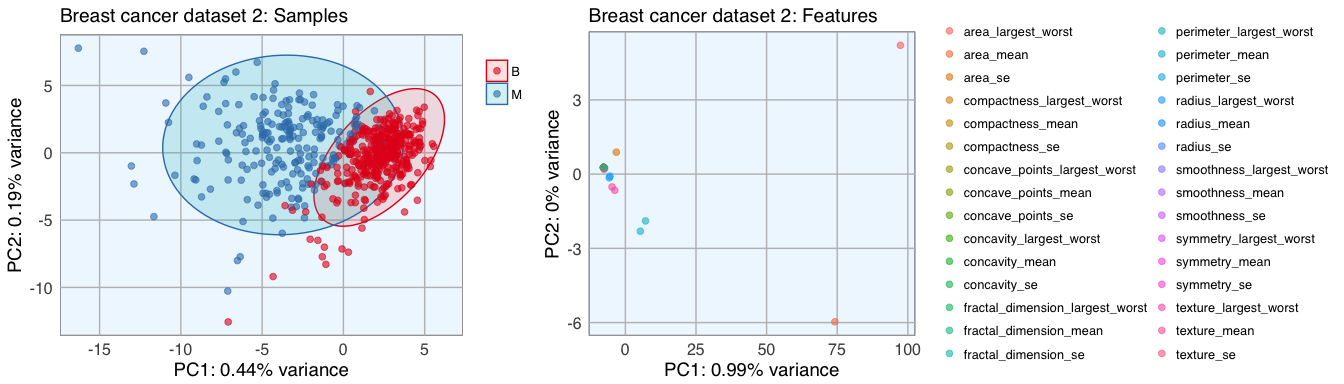 Breast cancer dataset 2: Samples
PC2: 0.19% variance
5
0
-5
-10
-15
-10
-5
0
5
PC1: 0.44% variance
B
M
Breast cancer dataset 2: Features
PC2: 0% variance
3
0
-3
-6
0
25
50
75
100
PC1: 0.99% variance
area_largest_worst
area_mean
area_se
compactness_largest_worst
compactness_mean
compactness_se
concave_points_largest_worst
concave_points_mean
concave_points_se
concavity_largest_worst
concavity_mean
concavity_se
fractal_dimension_largest_worst
fractal_dimension_mean
fractal_dimension_se
perimeter_largest_worst
perimeter_mean
perimeter_se
radius_largest_worst
radius_mean
radius_se
smoothness_largest_worst
smoothness_mean
smoothness_se
symmetry_largest_worst
symmetry_mean
symmetry_se
texture_largest_worst
texture_mean
texture_se